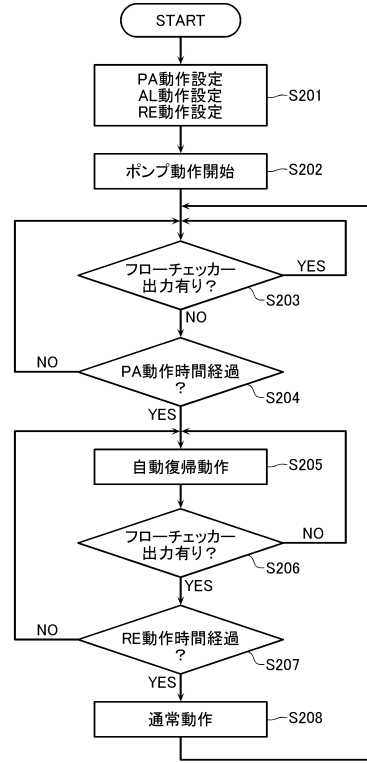 START
PA動作設定
AL動作設定
RE動作設定
S201
ポンプ動作開始
S202
フローチェッカー
出力有り?
YES
S203
NO
PA動作時間経過
?
NO
S204
YES
自動復帰動作
S205
フローチェッカー
出力有り?
NO
S206
YES
RE動作時間経過
?
NO
S207
YES
通常動作
S208